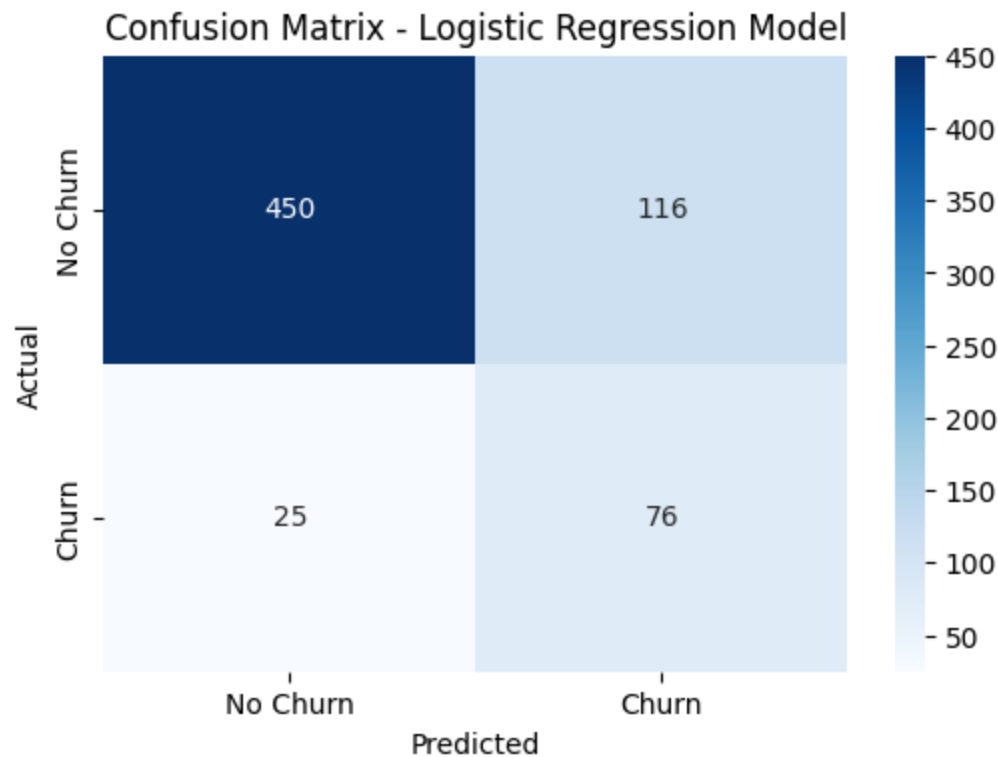 Confusion Matrix - Logistic Regression Model
Actual
No Churn
Churn
450
116
25
76
No Churn
Churn
Predicted
450
400
350
300
250
200
150
100
50